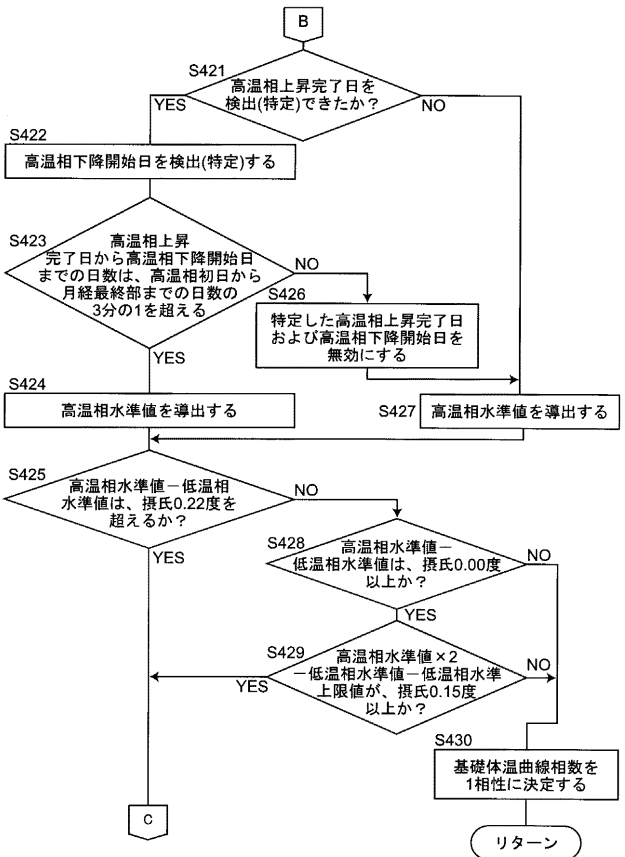 B
S421
高温相上昇完了日を
検出(特定)できたか？
YES
NO
S422
高温相下降開始日を検出(特定)する
S423
高温相上昇
完了日から高温相下降開始日
までの日数は、高温相初日から
月経最終部までの日数の
3分の1を超える
NO
YES
S426
特定した高温相上昇完了日
および高温相下降開始日を
無効にする
S424
高温相水準値を導出する
S427
高温相水準値を導出する
S425
高温相水準値－低温相
水準値は、摂氏0.22度を
超えるか？
NO
YES
S428
高温相水準値－
低温相水準値は、摂氏0.00度
以上か？
NO
YES
S429
高温相水準値×2
－低温相水準値－低温相水準
上限値が、摂氏0.15度
以上か？
YES
NO
S430
基礎体温曲線相数を
1相性に決定する
C
リターン